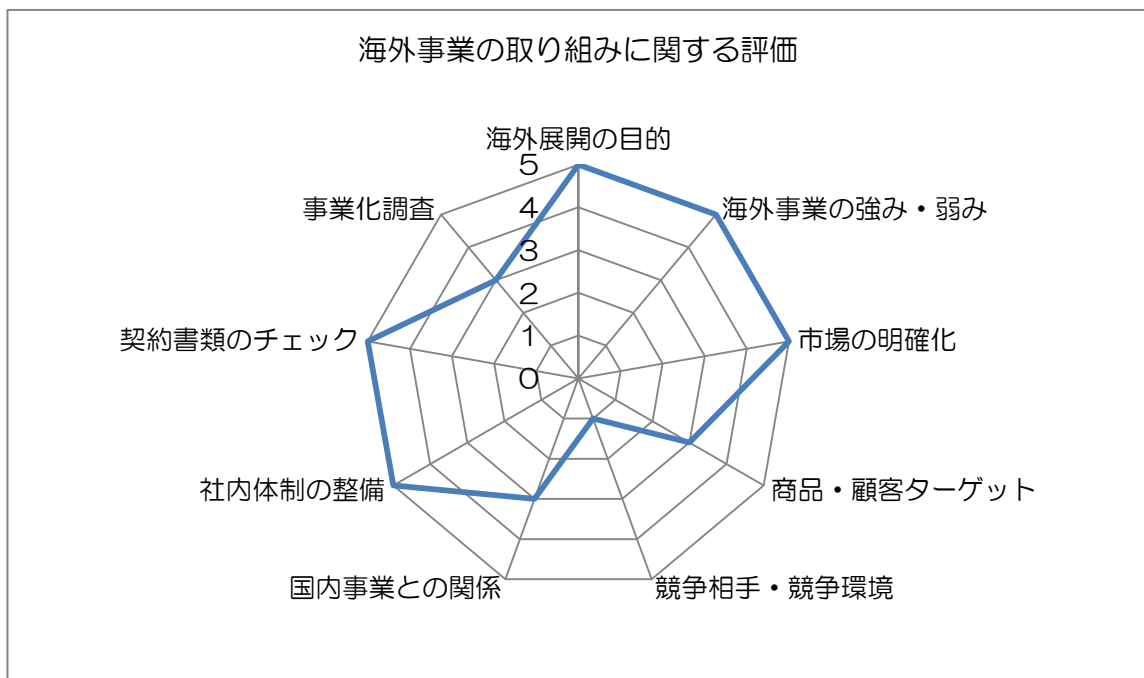 海外事業の取り組みに関する評価
海外展開の目的
海外事業の強み・弱み
市場の明確化
商品・顧客ターゲット
競争相手・競争環境
国内事業との関係
社内体制の整備
契約書類のチェック
事業化調査
5
4
3
2
1
0